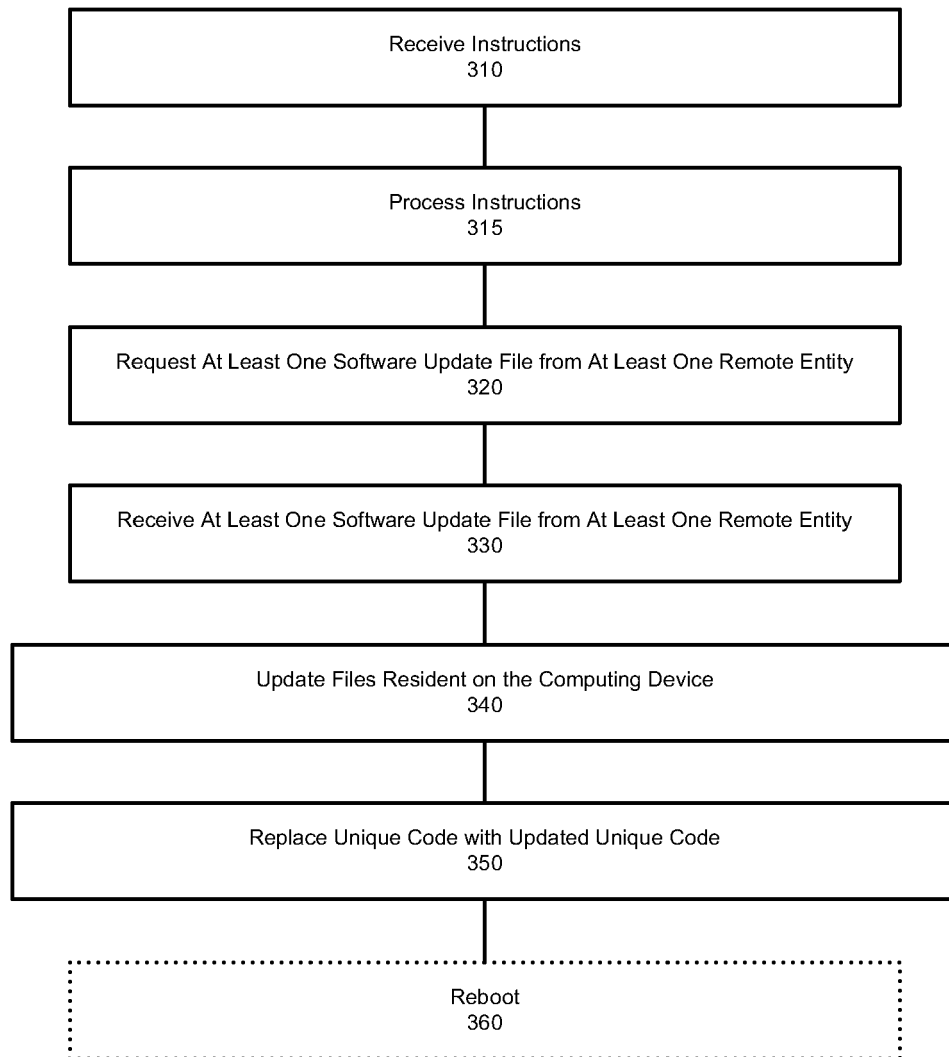 Receive Instructions
310
Process Instructions
315
Request At Least One Software Update File from At Least One Remote Entity
320
Receive At Least One Software Update File from At Least One Remote Entity
330
Update Files Resident on the Computing Device
340
Replace Unique Code with Updated Unique Code
350
Reboot
360